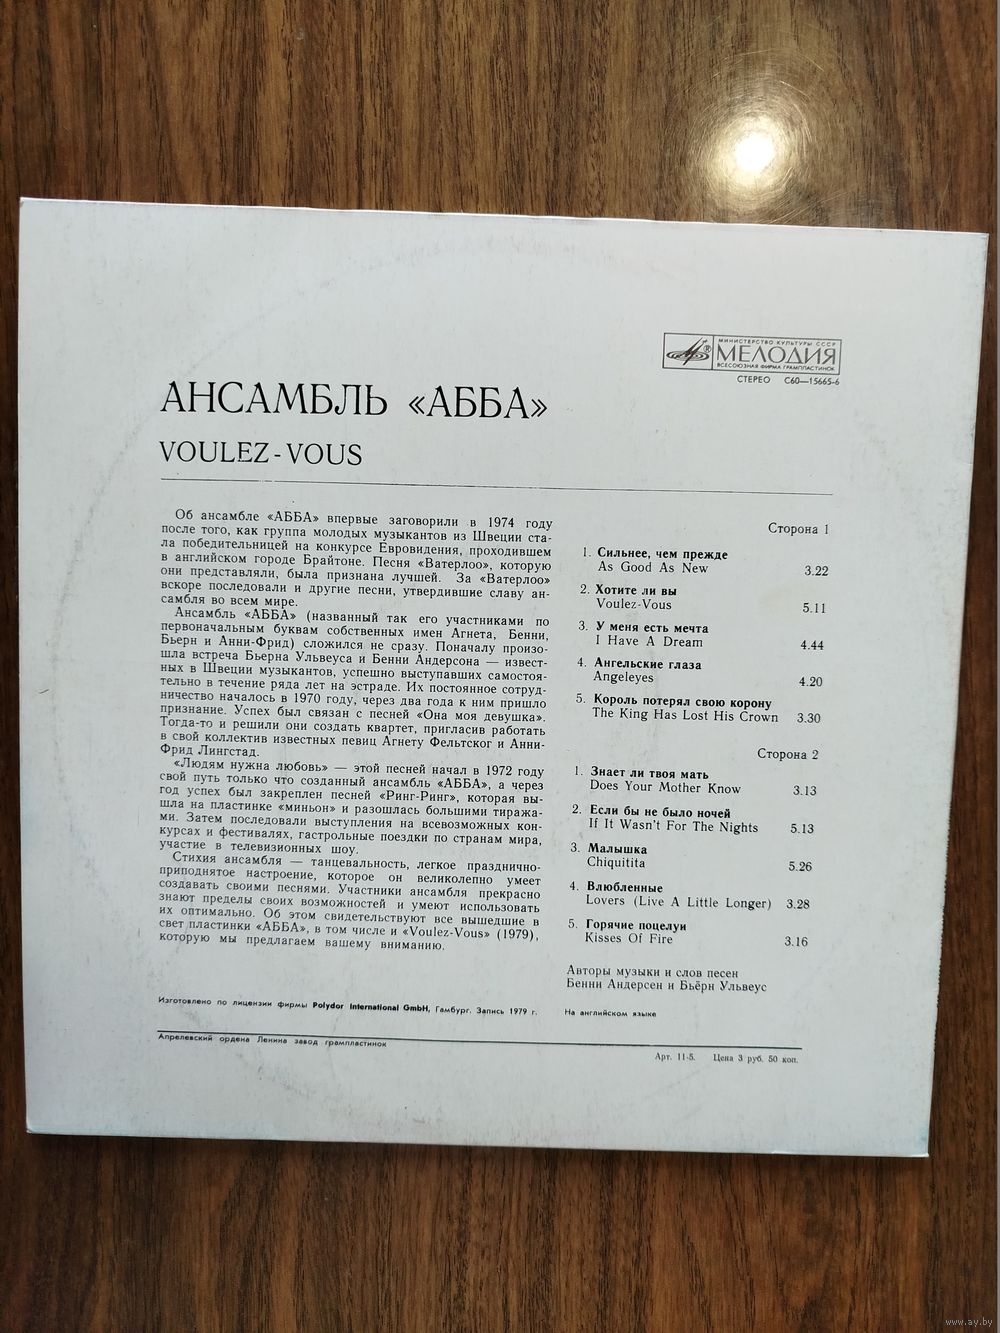 МИНИСТЕРСТВО КУЛЬТУРЫ СССР
МЕЛОДИЯ
ВСЕСОЮЗНАЯ ФИРМА ГРАМПЛАСТИНОК
СТЕРЕО С60—15665-6
АНСАМБЛЬ «АББА»
VOULEZ-VOUS
Об ансамбле «АББА» впервые заговорили в 1974 году
после того, как группа молодых музыкантов из Швеции ста-
ла победительницей на конкурсе Евровидения, проходившем
в английском городе Брайтоне. Песня «Ватерлоо», которую
они представляли, была признана лучшей. За «Ватерлоо»
вскоре последовали и другие песни, утвердившие славу ан-
самбля во всем мире.
Ансамбль «АББА» (названный так его участниками по
первоначальным буквам собственных имен Агнета, Бенни,
Бьерн и Анни-Фрид) сложился не сразу. Поначалу произо-
шла встреча Бьерна Ульвеуса и Бенни Андерсона — извест-
ных в Швеции музыкантов, успешно выступавших самостоя-
тельно в течение ряда лет на эстраде. Их постоянное сотруд-
ничество началось в 1970 году, через два года к ним пришло
признание. Успех был связан с песней «Она моя девушка».
Тогда-то и решили они создать квартет, пригласив работать
в свой коллектив известных певиц Агнету Фельтског и Анни-
Фрид Лингстад.
«Людям нужна любовь» — этой песней начал в 1972 году
свой путь только что созданный ансамбль «АББА», а через
год успех был закреплен песней «Ринг-Ринг», которая вы-
шла на пластинке «миньон» и разошлась большими тиража-
ми. Затем последовали выступления на всевозможных кон-
курсах и фестивалях, гастрольные поездки по странам мира,
участие в телевизионных шоу.
Стихия ансамбля — танцевальность, легкое празднично-
приподнятое настроение, которое он великолепно умеет
создавать своими песнями. Участники ансамбля прекрасно
знают пределы своих возможностей и умеют использовать
их оптимально. Об этом свидетельствуют все вышедшие в
свет пластинки «АББА», в том числе и «Voulez-Vous» (1979),
которую мы предлагаем вашему вниманию.
Сторона 1
1. Сильнее, чем прежде
As Good As New 3.22
2. Хотите ли вы
Voulez-Vous 5.11
3. У меня есть мечта
I Have A Dream 4.44
4. Ангельские глаза
Angeleyes 4.20
5. Король потерял свою корону
The King Has Lost His Crown 3.30
Сторона 2
1. Знает ли твоя мать
Does Your Mother Know 3.13
2. Если бы не было ночей
If It Wasn't For The Nights 5.13
3. Малышка
Chiquitita 5.26
4. Влюбленные
Lovers (Live A Little Longer) 3.28
5. Горячие поцелуи
Kisses Of Fire 3.16
Авторы музыки и слов песен
Бенни Андерсен и Бьёрн Ульвеус
Изготовлено по лицензии фирмы Polydor International GmbH, Гамбург. Запись 1979 г.
На английском языке
Апрелевский ордена Ленина завод грампластинок
Арт. 11-5. Цена 3 руб. 50 коп.
www.ay.by